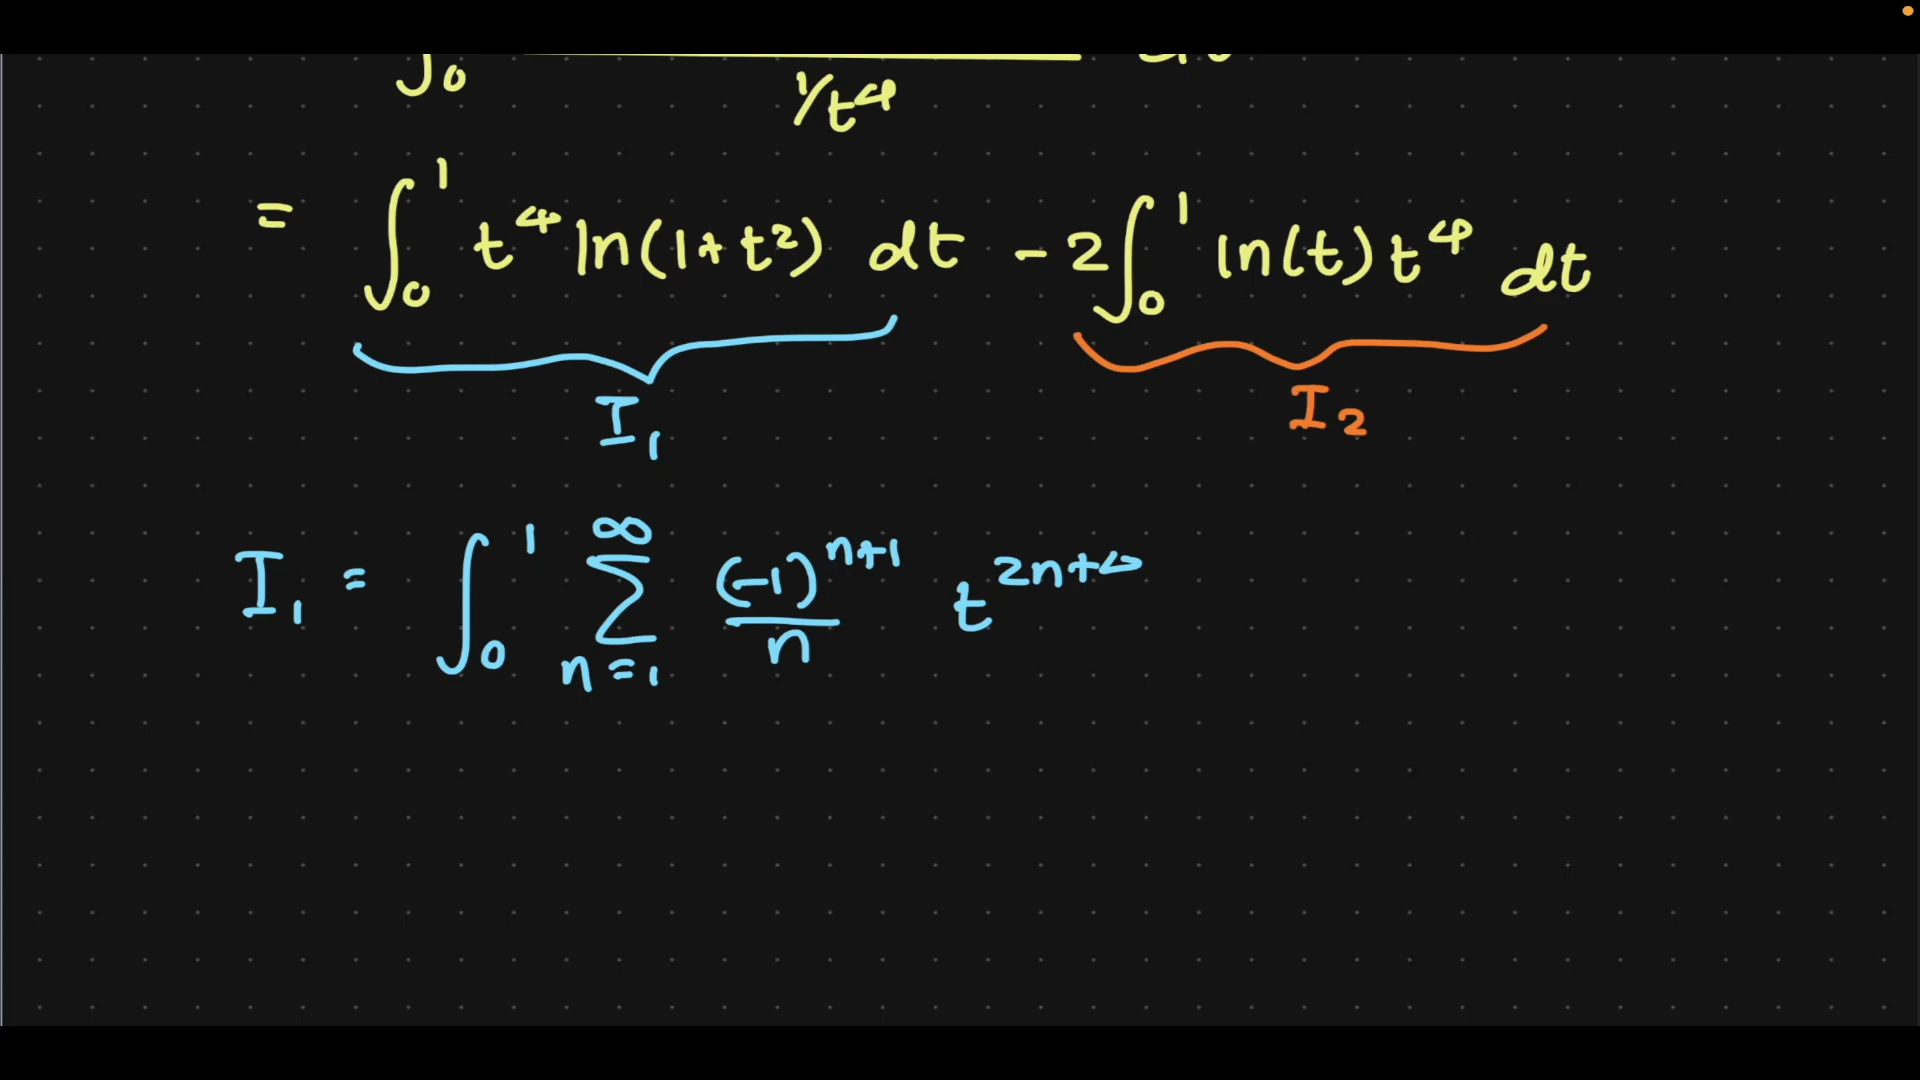 ∫₀ 1/t⁴
= ∫₀¹ t⁴ ln(1+t²) dt - 2∫₀¹ ln(t) t⁴ dt
I₁ I₂
I₁ = ∫₀¹ ∑ₙ₌₁^∞ (-1)ⁿ⁺¹/n t²ⁿ⁺⁴